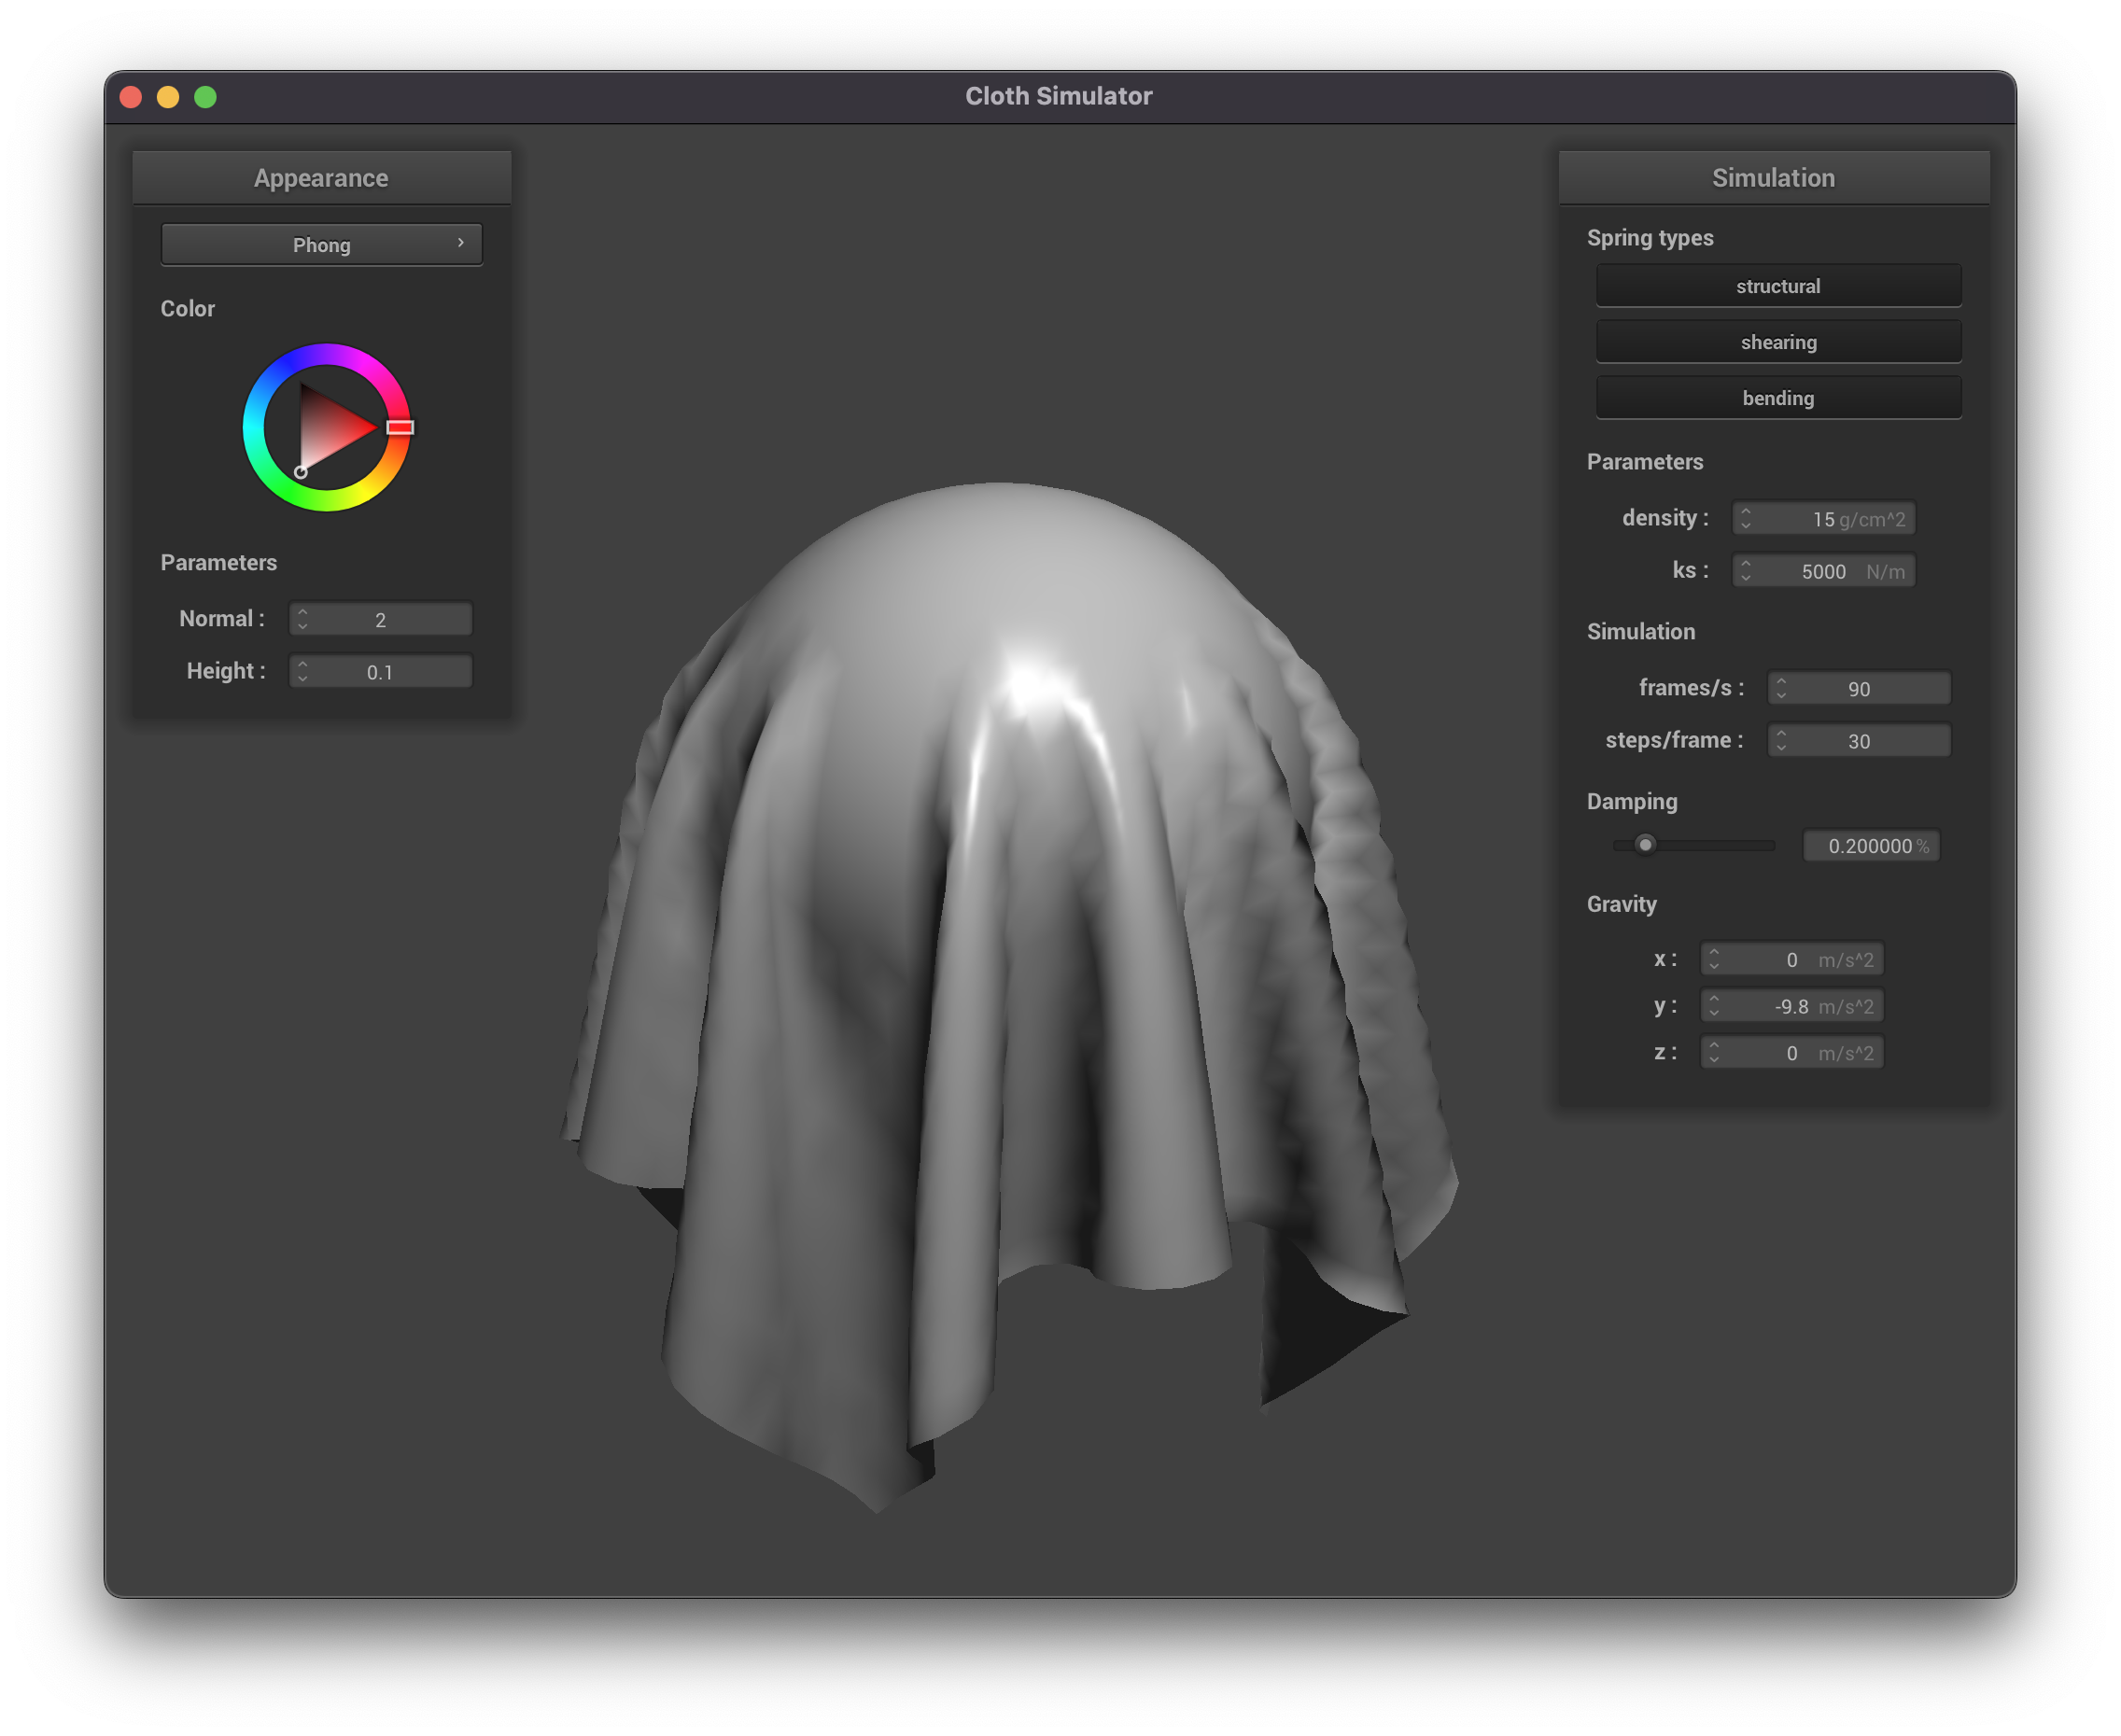 Cloth Simulator
Appearance
Phong
Color
Parameters
Normal : 2
Height : 0.1
Simulation
Spring types
structural
shearing
bending
Parameters
density : 15 g/cm^2
ks : 5000 N/m
Simulation
frames/s : 90
steps/frame : 30
Damping
0.200000 %
Gravity
x : 0 m/s^2
y : -9.8 m/s^2
z : 0 m/s^2